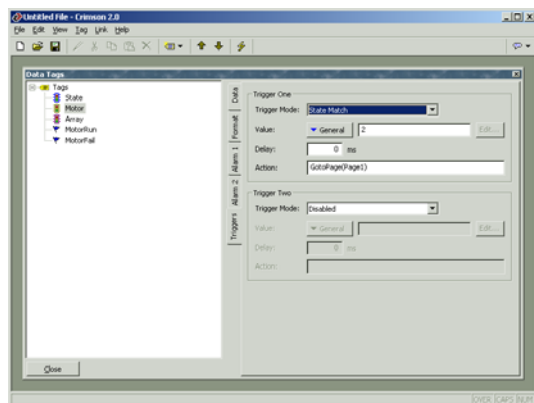 Untitled File - Crimson 2.0
File Edit View Tag Link Help
Data Tags
Tags
State
Motor
Array
MotorRun
MotorFail
Data
Format
Alarm 1
Alarm 2
Triggers
Trigger One
Trigger Mode: State Match
Value: General 2 Edit...
Delay: 0 ms
Action: GotoPage(Page1)
Trigger Two
Trigger Mode: Disabled
Value: General Edit...
Delay: 0 ms
Action:
Close
OVER CAPS NUM